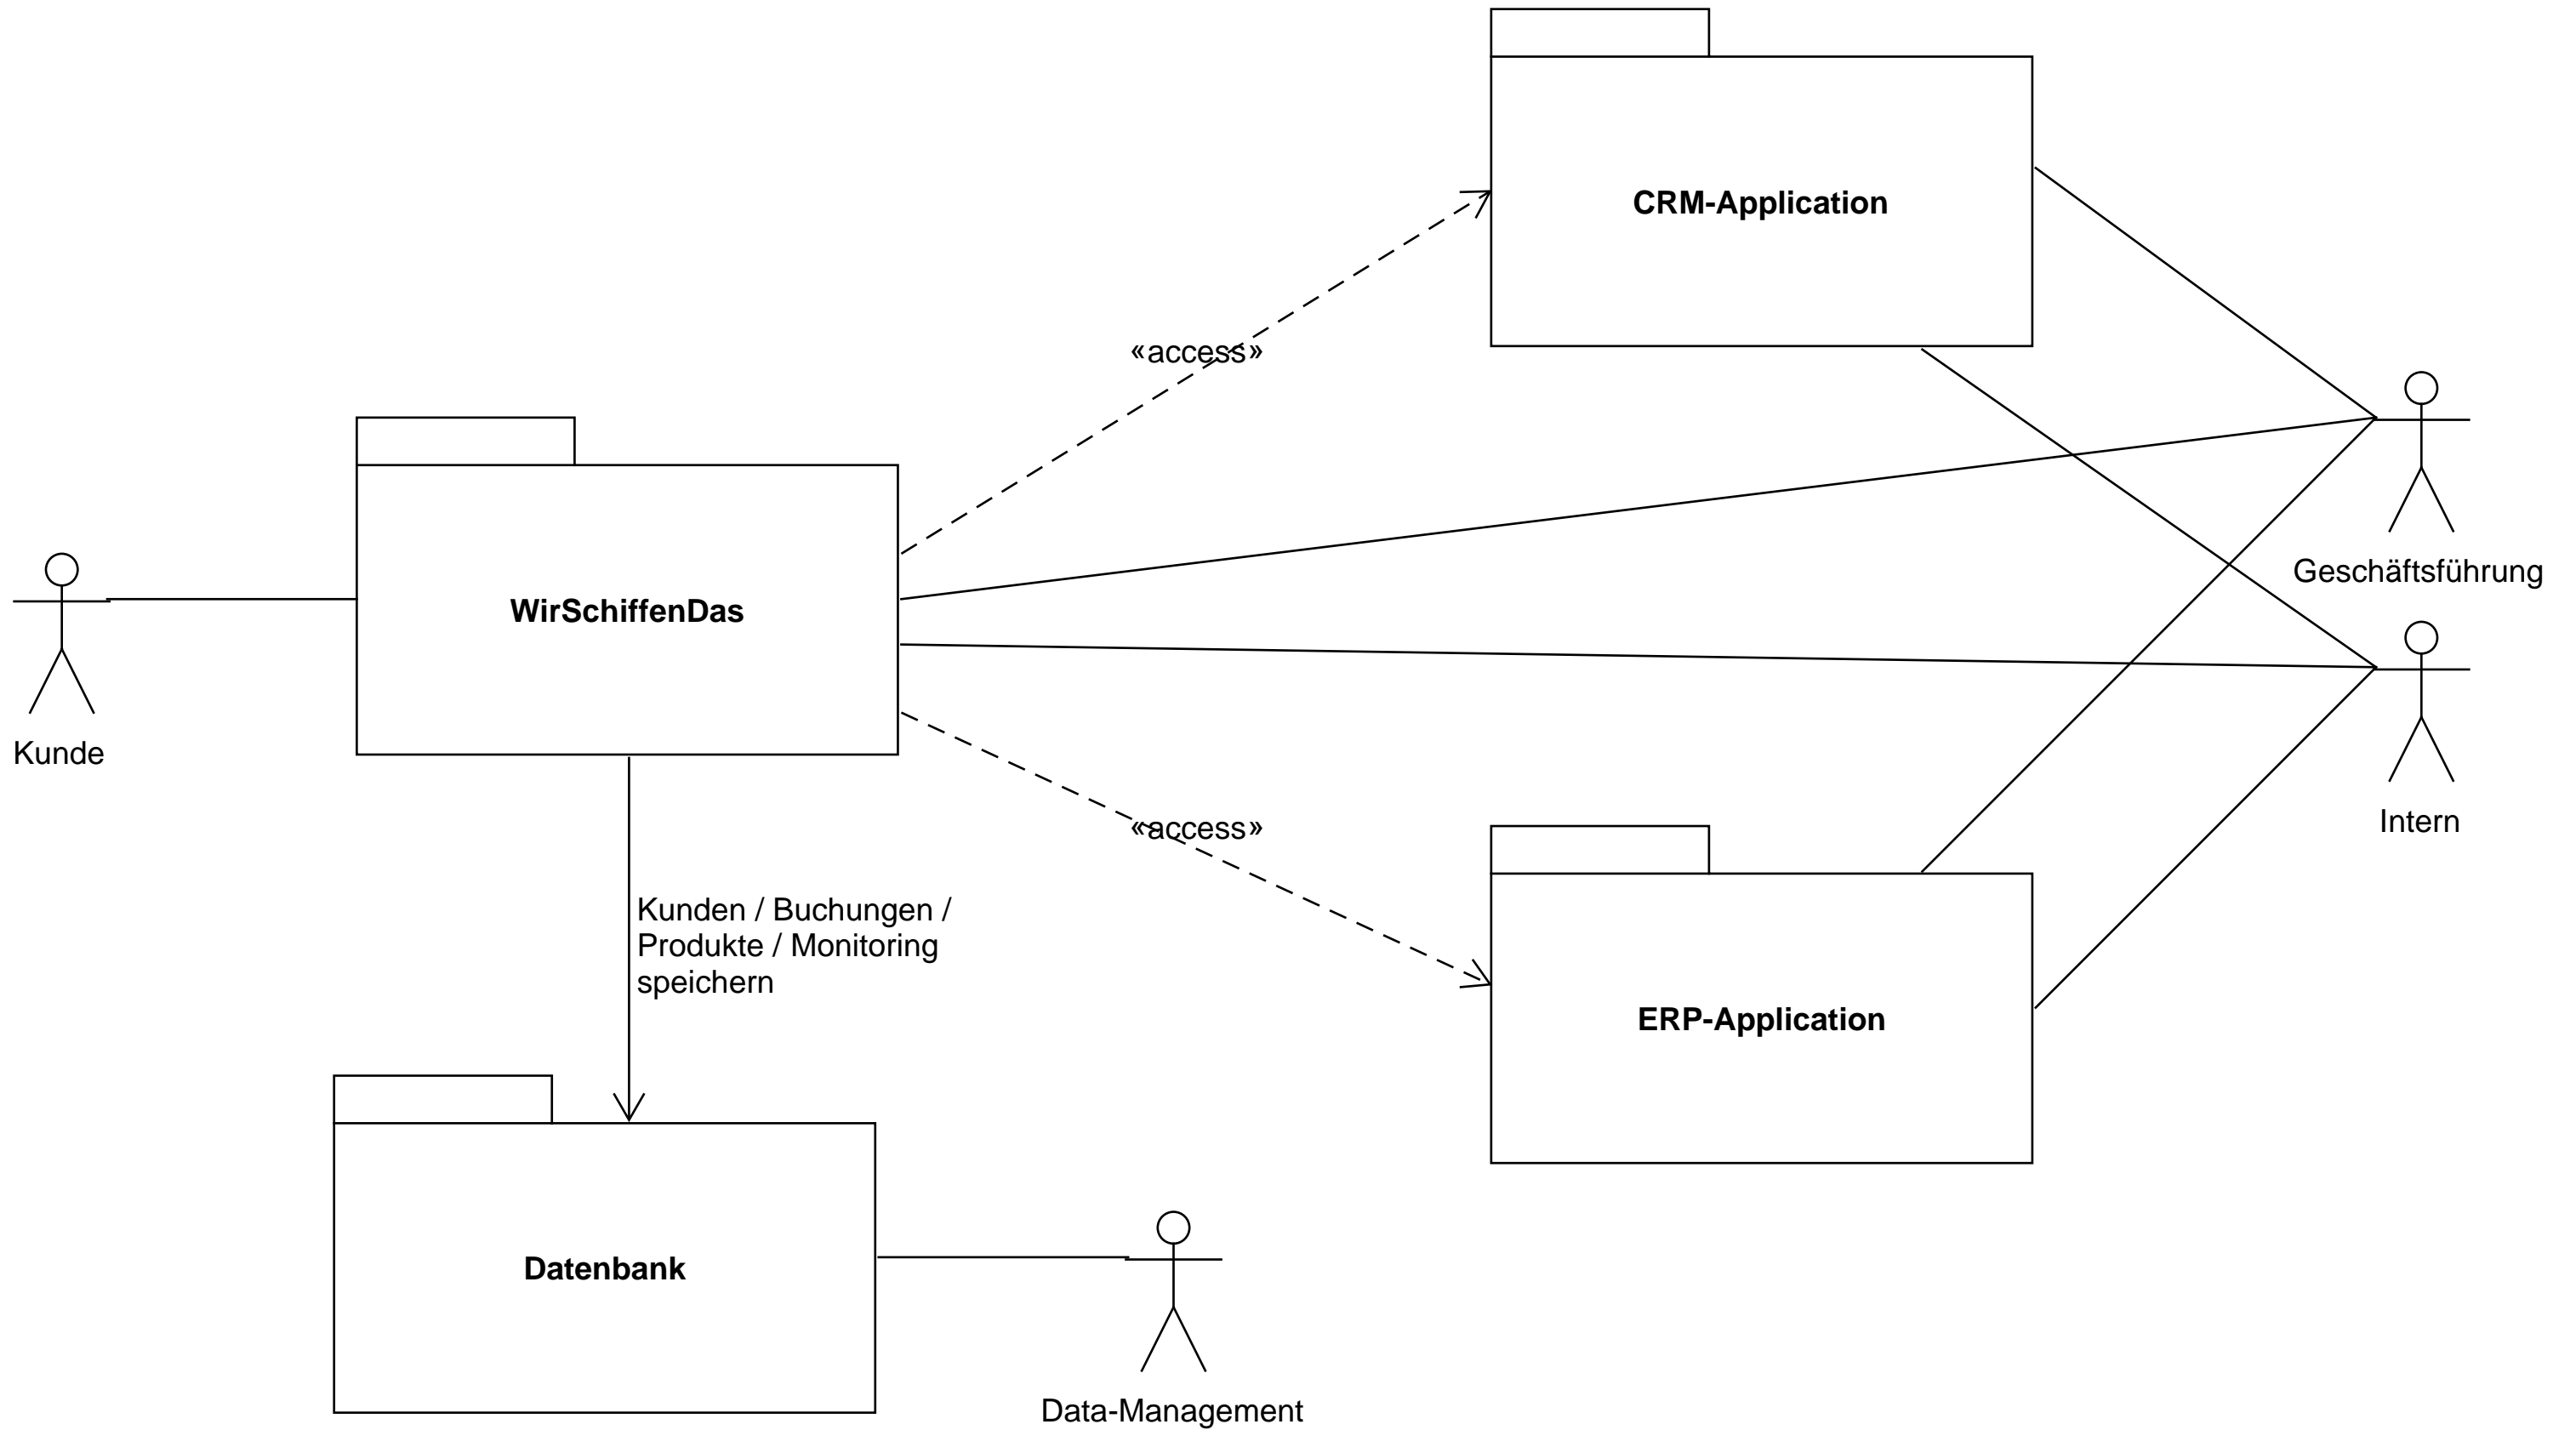 CRM-Application
«access»
Geschäftsführung
WirSchiffenDas
Kunde
Intern
«access»
Kunden / Buchungen /
Produkte / Monitoring
speichern
ERP-Application
Datenbank
Data-Management